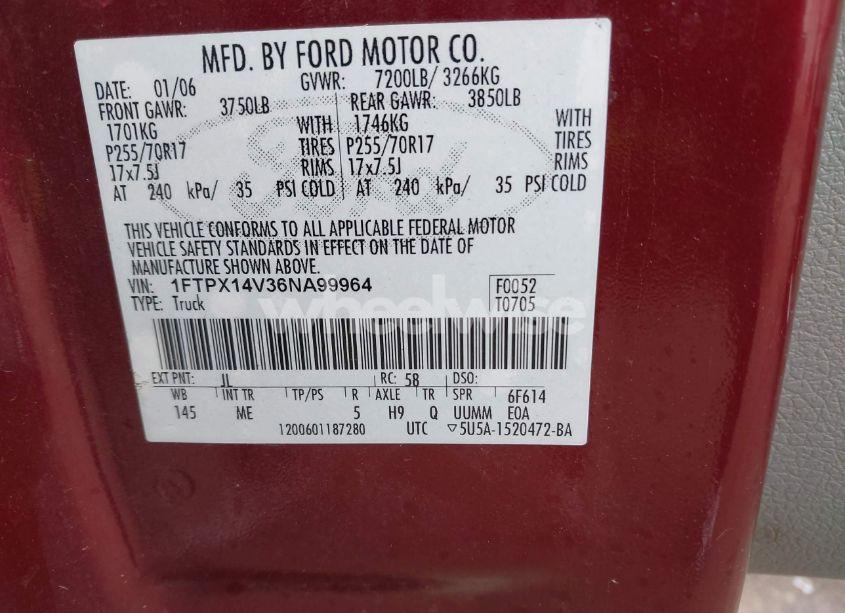 MFD. BY FORD MOTOR CO.
DATE: 01/06 GVWR: 7200LB/ 3266KG
FRONT GAWR: 3750LB REAR GAWR: 3850LB
1701KG WITH 1746KG WITH
P255/70R17 TIRES P255/70R17 TIRES
17x7.5J RIMS 17x7.5J RIMS
AT 240 kPa/ 35 PSI COLD AT 240 kPa/ 35 PSI COLD
THIS VEHICLE CONFORMS TO ALL APPLICABLE FEDERAL MOTOR
VEHICLE SAFETY STANDARDS IN EFFECT ON THE DATE OF
MANUFACTURE SHOWN ABOVE.
VIN: 1FTPX14V36NA99964 F0052
TYPE: Truck T0705
wheelwise
EXT PNT: JL RC: 58 DSO:
WB INT TR TP/PS R AXLE TR SPR 6F614
145 ME 5 H9 Q UUMM EOA
1200601187280 UTC ▽5U5A-1520472-BA